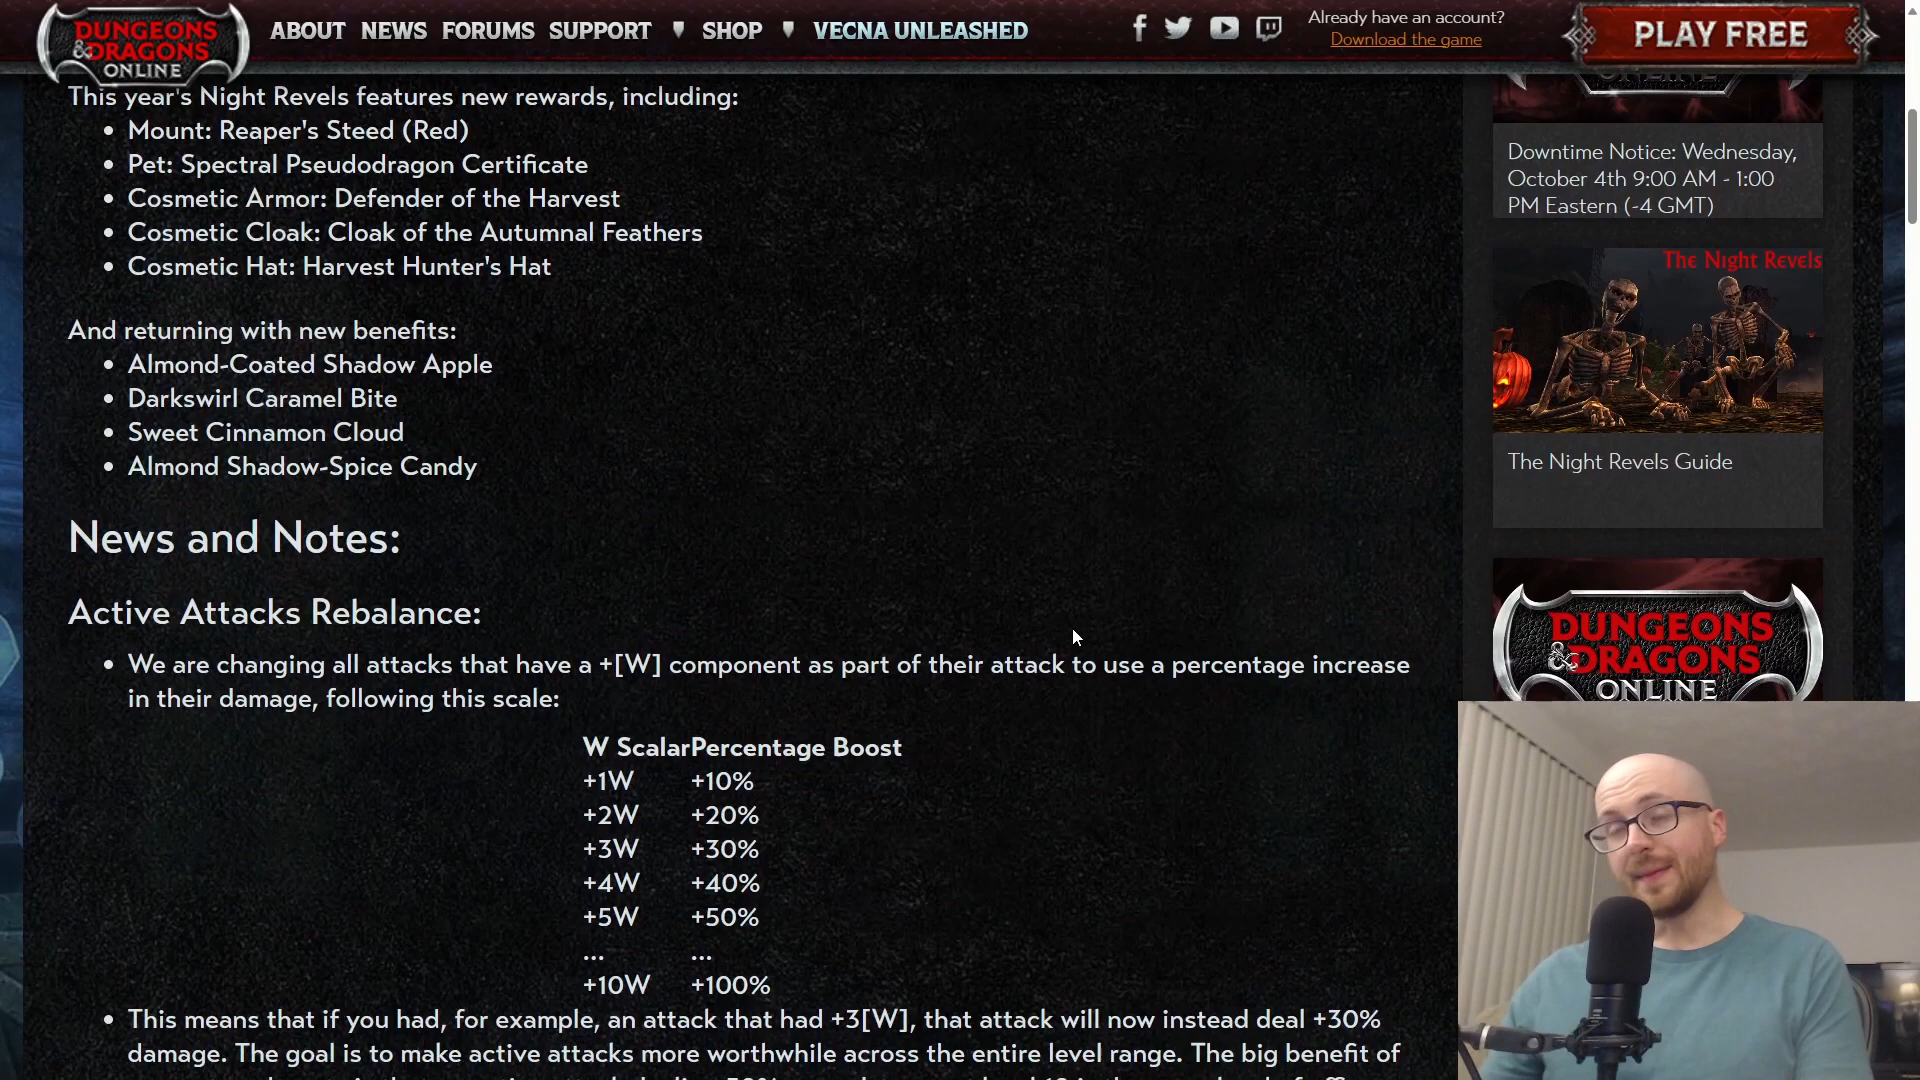 DUNGEONS
& DRAGONS
ONLINE
ABOUT NEWS FORUMS SUPPORT SHOP VECNA UNLEASHED
Already have an account?
Download the game
PLAY FREE
This year's Night Revels features new rewards, including:
• Mount: Reaper's Steed (Red)
• Pet: Spectral Pseudodragon Certificate
• Cosmetic Armor: Defender of the Harvest
• Cosmetic Cloak: Cloak of the Autumnal Feathers
• Cosmetic Hat: Harvest Hunter's Hat
And returning with new benefits:
• Almond-Coated Shadow Apple
• Darkswirl Caramel Bite
• Sweet Cinnamon Cloud
• Almond Shadow-Spice Candy
News and Notes:
Active Attacks Rebalance:
• We are changing all attacks that have a +[W] component as part of their attack to use a percentage increase
in their damage, following this scale:
W Scalar Percentage Boost
+1W +10%
+2W +20%
+3W +30%
+4W +40%
+5W +50%
... ...
+10W +100%
• This means that if you had, for example, an attack that had +3[W], that attack will now instead deal +30%
damage. The goal is to make active attacks more worthwhile across the entire level range. The big benefit of
ONLINE
Downtime Notice: Wednesday,
October 4th 9:00 AM - 1:00
PM Eastern (-4 GMT)
The Night Revels
The Night Revels Guide
DUNGEONS
& DRAGONS
ONLINE